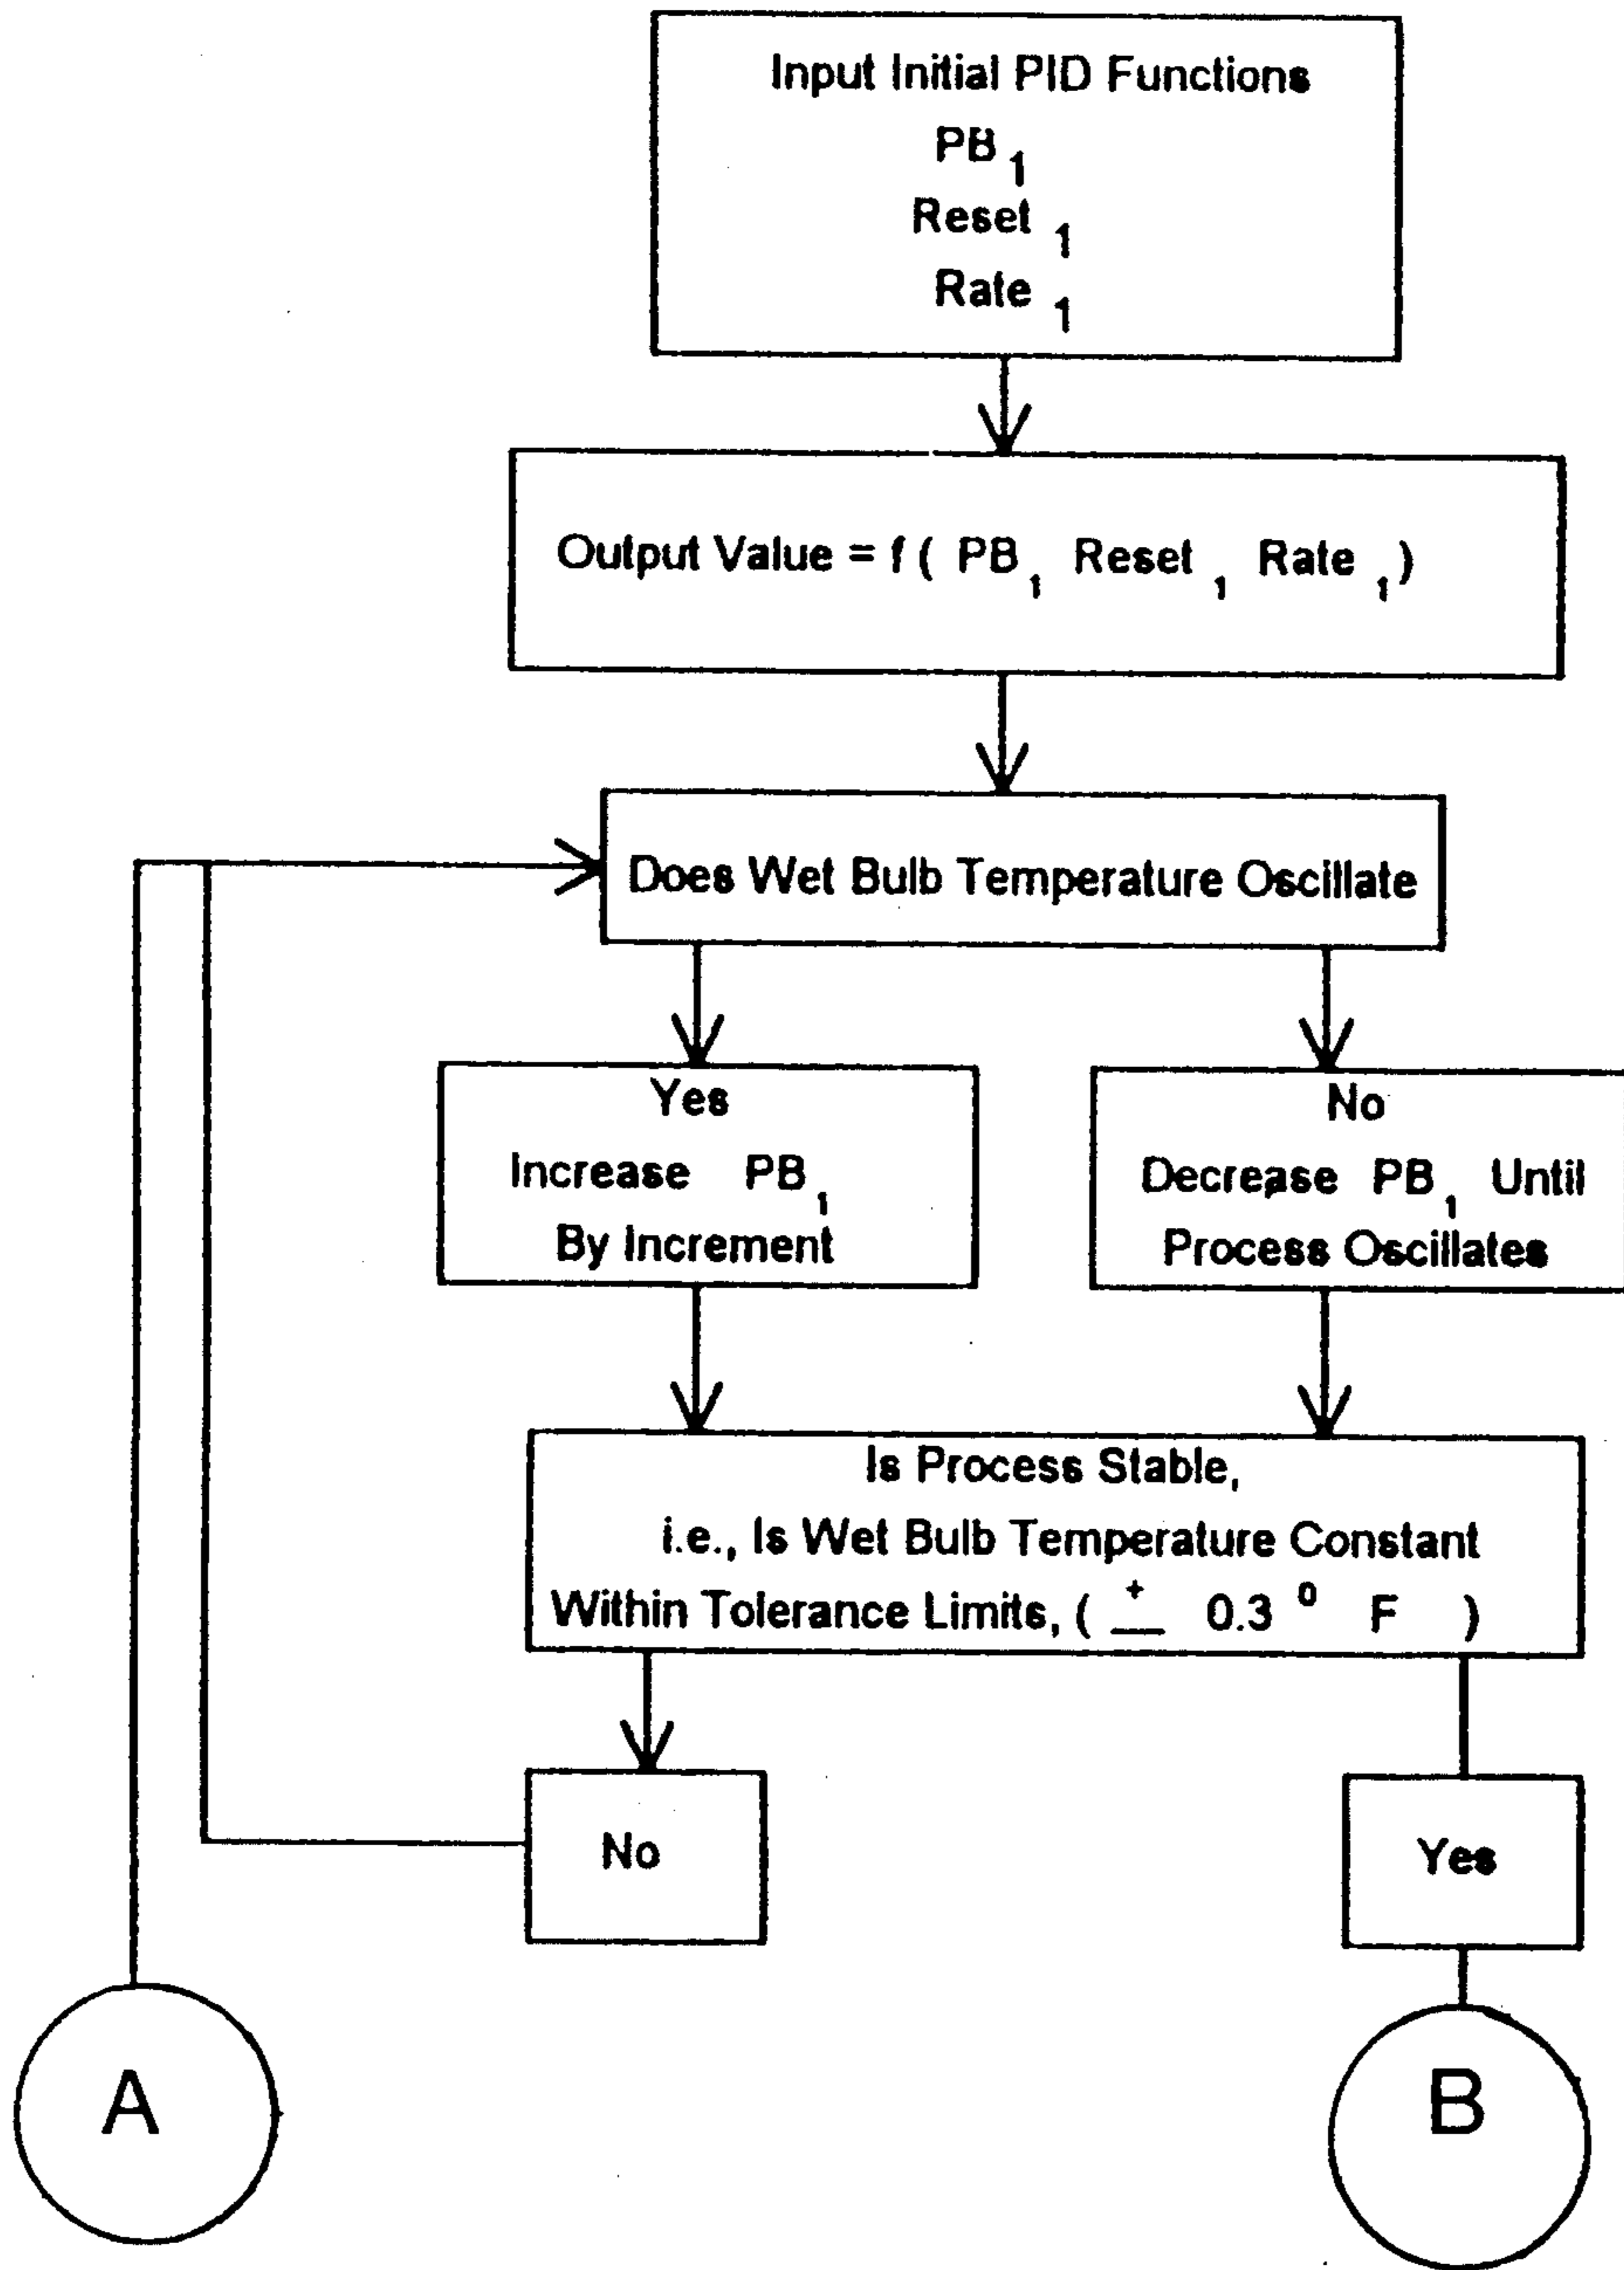 Input Initial PID Functions
PB 1
Reset 1
Rate 1
Output Value = f ( PB 1 Reset 1 Rate 1 )
Does Wet Bulb Temperature Oscillate
Yes
Increase PB 1
By Increment
No
Decrease PB 1 Until
Process Oscillates
Is Process Stable,
i.e., Is Wet Bulb Temperature Constant
Within Tolerance Limits, ( ± 0.3 ⁰ F )
No
Yes
A
B